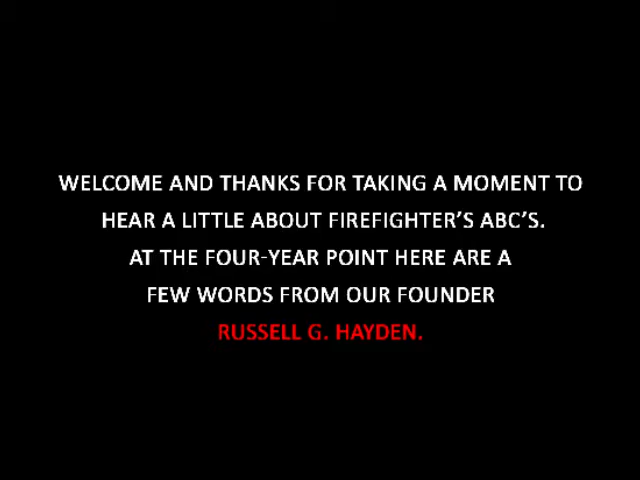 WELCOME AND THANKS FOR TAKING A MOMENT TO
HEAR A LITTLE ABOUT FIREFIGHTER’S ABC’S.
AT THE FOUR-YEAR POINT HERE ARE A
FEW WORDS FROM OUR FOUNDER
RUSSELL G. HAYDEN.